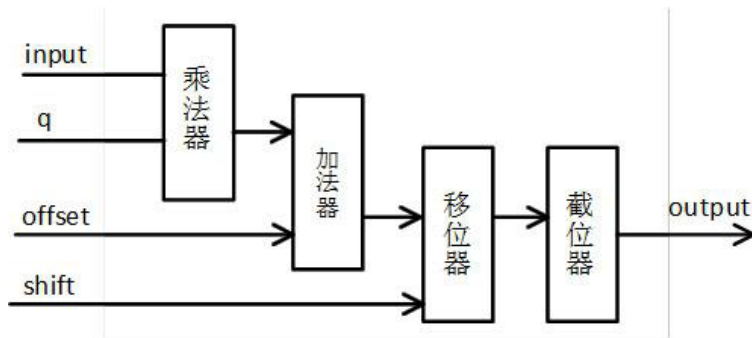 input
q
offset
shift
乘法器
加法器
移位器
截位器
output